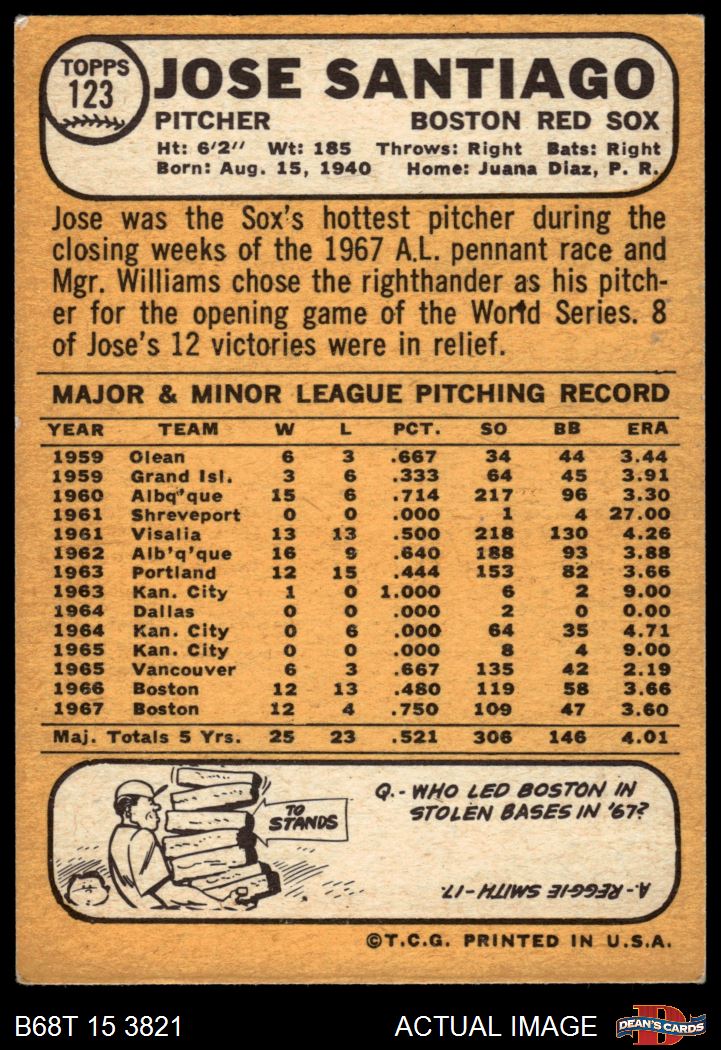 TOPPS
123
JOSE SANTIAGO
PITCHER BOSTON RED SOX
Ht: 6'2" Wt: 185 Throws: Right Bats: Right
Born: Aug. 15, 1940 Home: Juana Diaz, P. R.
Jose was the Sox's hottest pitcher during the
closing weeks of the 1967 A.L. pennant race and
Mgr. Williams chose the righthander as his pitch-
er for the opening game of the World Series. 8
of Jose's 12 victories were in relief.
MAJOR & MINOR LEAGUE PITCHING RECORD
YEAR TEAM W L PCT. SO BB ERA
1959 Olean 6 3 .667 34 44 3.44
1959 Grand Isl. 3 6 .333 64 45 3.91
1960 Albq'que 15 6 .714 217 96 3.30
1961 Shreveport 0 0 .000 1 4 27.00
1961 Visalia 13 13 .500 218 130 4.26
1962 Alb'q'que 16 9 .640 188 93 3.88
1963 Portland 12 15 .444 153 82 3.66
1963 Kan. City 1 0 1.000 6 2 9.00
1964 Dallas 0 0 .000 2 0 0.00
1964 Kan. City 0 6 .000 64 35 4.71
1965 Kan. City 0 0 .000 8 4 9.00
1965 Vancouver 6 3 .667 135 42 2.19
1966 Boston 12 13 .480 119 58 3.66
1967 Boston 12 4 .750 109 47 3.60
Maj. Totals 5 Yrs. 25 23 .521 306 146 4.01
TO
STANDS
Q.- WHO LED BOSTON IN
STOLEN BASES IN '67?
A.- REGGIE SMITH - 17.
©T.C.G. PRINTED IN U.S.A.
B68T 15 3821 ACTUAL IMAGE
D
DEAN'S CARDS